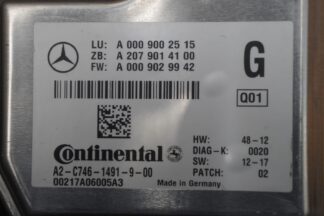 LU: A 000 900 25 15
ZB: A 207 901 41 00
FW: A 000 902 99 42
G
Q01
Continental
A2-C746-1491-9-00
00217A06005A3
HW: 48-12
DIAG-K: 0020
SW: 12-17
PATCH: 02
Made in Germany